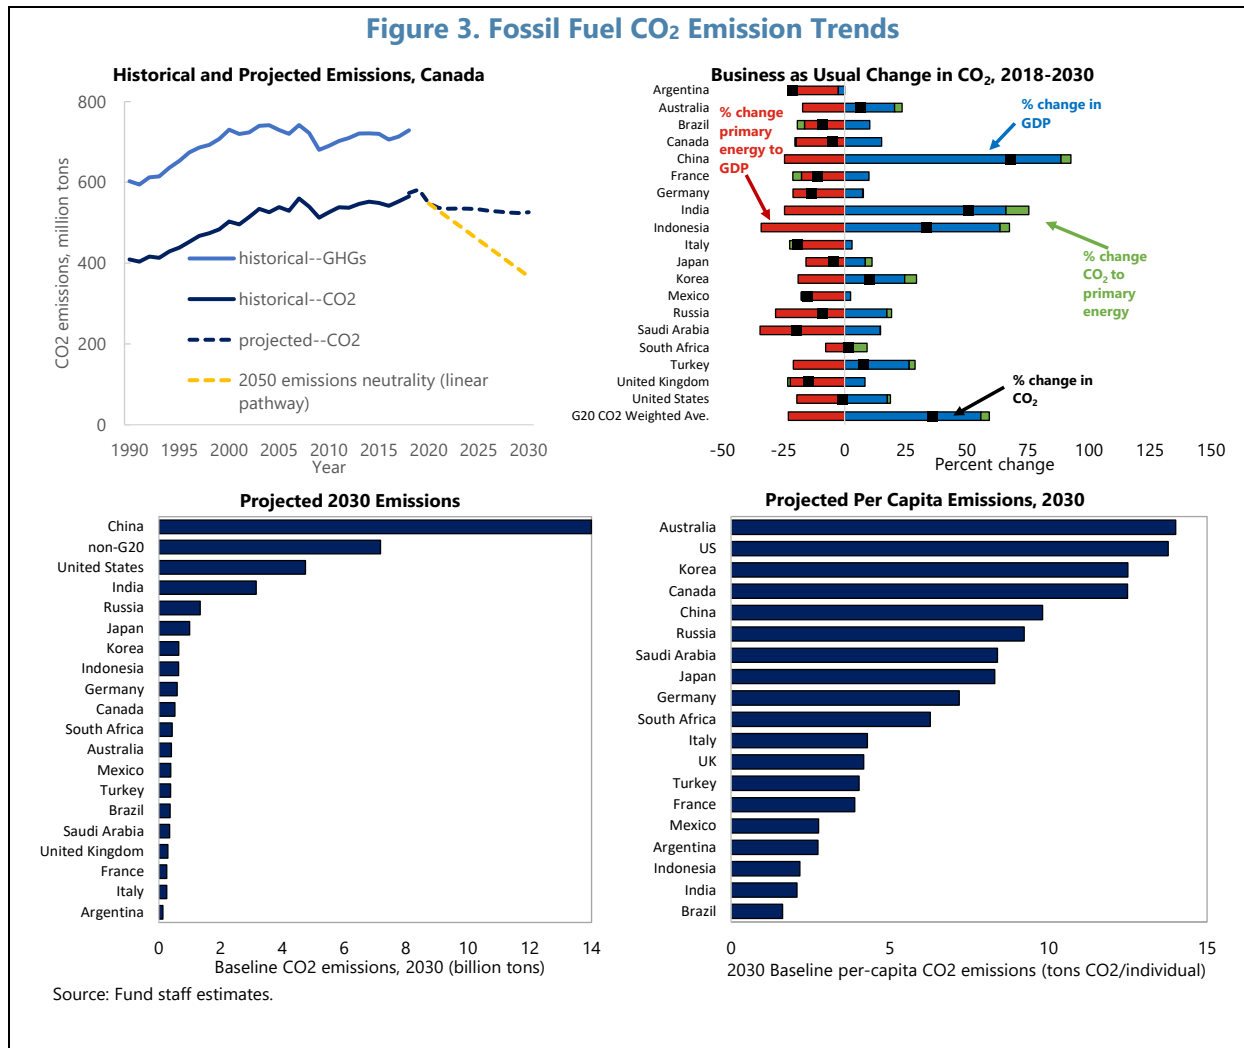 Figure 3. Fossil Fuel CO₂ Emission Trends
Historical and Projected Emissions, Canada
CO2 emissions, million tons
800
600
400
200
0
historical--GHGs
historical--CO2
projected--CO2
2050 emissions neutrality (linear
pathway)
1990 1995 2000 2005 2010 2015 2020 2025 2030
Year
Business as Usual Change in CO₂, 2018-2030
Argentina
Australia
Brazil
Canada
China
France
Germany
India
Indonesia
Italy
Japan
Korea
Mexico
Russia
Saudi Arabia
South Africa
Turkey
United Kingdom
United States
G20 CO2 Weighted Ave.
% change
primary
energy to
GDP
% change in
GDP
% change
CO₂ to
primary
energy
% change in
CO₂
-50 -25 0 25 50 75 100 125 150
Percent change
Projected 2030 Emissions
China
non-G20
United States
India
Russia
Japan
Korea
Indonesia
Germany
Canada
South Africa
Australia
Mexico
Turkey
Brazil
Saudi Arabia
United Kingdom
France
Italy
Argentina
0 2 4 6 8 10 12 14
Baseline CO2 emissions, 2030 (billion tons)
Projected Per Capita Emissions, 2030
Australia
US
Korea
Canada
China
Russia
Saudi Arabia
Japan
Germany
South Africa
Italy
UK
Turkey
France
Mexico
Argentina
Indonesia
India
Brazil
0 5 10 15
2030 Baseline per-capita CO2 emissions (tons CO2/individual)
Source: Fund staff estimates.